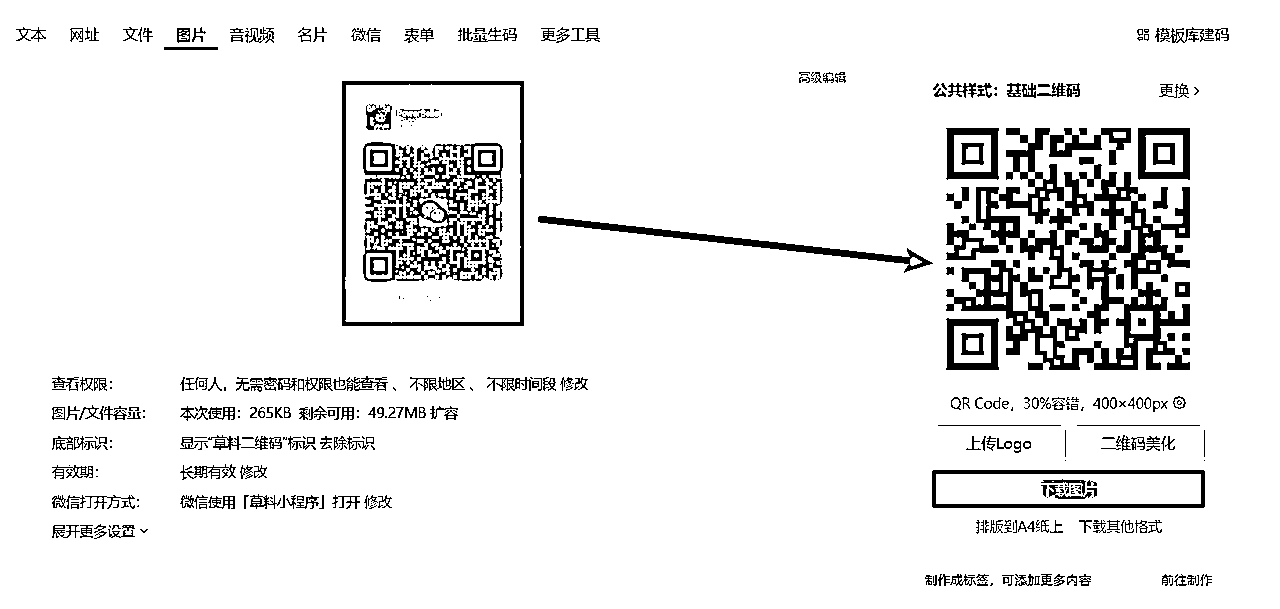 文本 网址 文件 图片 音视频 名片 微信 表单 批量生码 更多工具 模板库建码
高级编辑
公共样式：基础二维码 更换 >
查看权限： 任何人，无需密码和权限也能查看 、 不限地区 、 不限时间段 修改
图片/文件容量： 本次使用：265KB 剩余可用：49.27MB 扩容
底部标识： 显示“草料二维码”标识 去除标识
有效期： 长期有效 修改
微信打开方式： 微信使用「草料小程序」打开 修改
展开更多设置
QR Code，30%容错，400×400px
上传Logo 二维码美化
下载图片
排版到A4纸上 下载其他格式
制作成标签，可添加更多内容 前往制作